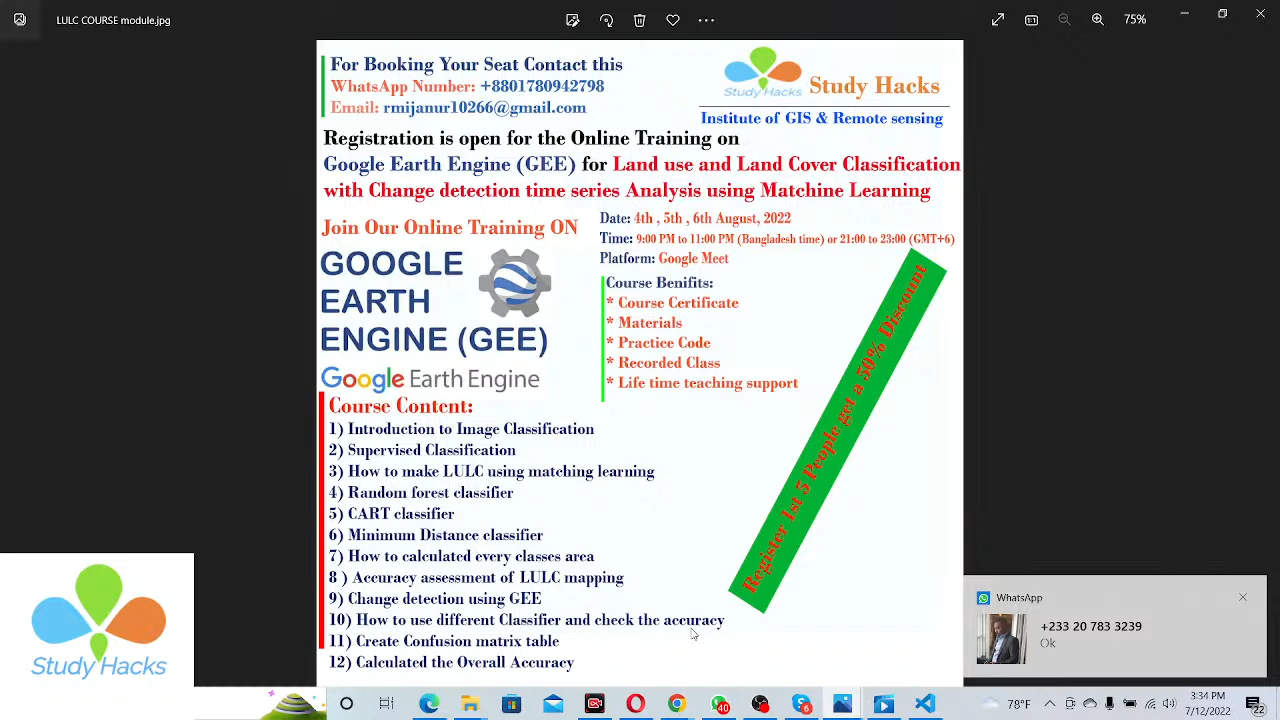 LULC COURSE module.jpg
75%
For Booking Your Seat Contact this
WhatsApp Number: +8801780942798
Email: rmijanur10266@gmail.com
StudyHacks
Study Hacks
Institute of GIS & Remote sensing
Registration is open for the Online Training on
Google Earth Engine (GEE) for Land use and Land Cover Classification
with Change detection time series Analysis using Matchine Learning
Join Our Online Training ON
GOOGLE
EARTH
ENGINE (GEE)
Google Earth Engine
Date: 4th , 5th , 6th August, 2022
Time: 9:00 PM to 11:00 PM (Bangladesh time) or 21:00 to 23:00 (GMT+6)
Platform: Google Meet
Course Benifits:
* Course Certificate
* Materials
* Practice Code
* Recorded Class
* Life time teaching support
Register 1st 5 People get a 50% Discount
Course Content:
1) Introduction to Image Classification
2) Supervised Classification
3) How to make LULC using matching learning
4) Random forest classifier
5) CART classifier
6) Minimum Distance classifier
7) How to calculated every classes area
8 ) Accuracy assessment of LULC mapping
9) Change detection using GEE
10) How to use different Classifier and check the accuracy
11) Create Confusion matrix table
12) Calculated the Overall Accuracy
Study Hacks
WhatsApp
+233 20 783 3239
40
6
79°F
7:34 PM